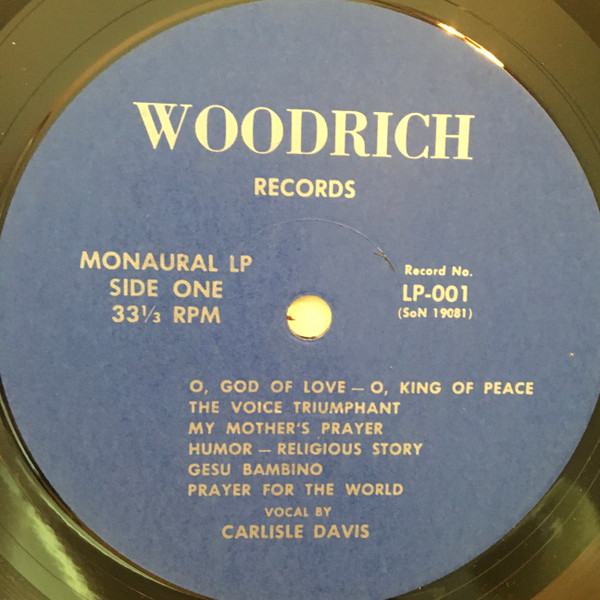 WOODRICH
RECORDS
MONAURAL LP
SIDE ONE
33⅓ RPM
Record No.
LP-001
(SoN 19081)
O, GOD OF LOVE — O, KING OF PEACE
THE VOICE TRIUMPHANT
MY MOTHER'S PRAYER
HUMOR — RELIGIOUS STORY
GESU BAMBINO
PRAYER FOR THE WORLD
VOCAL BY
CARLISLE DAVIS